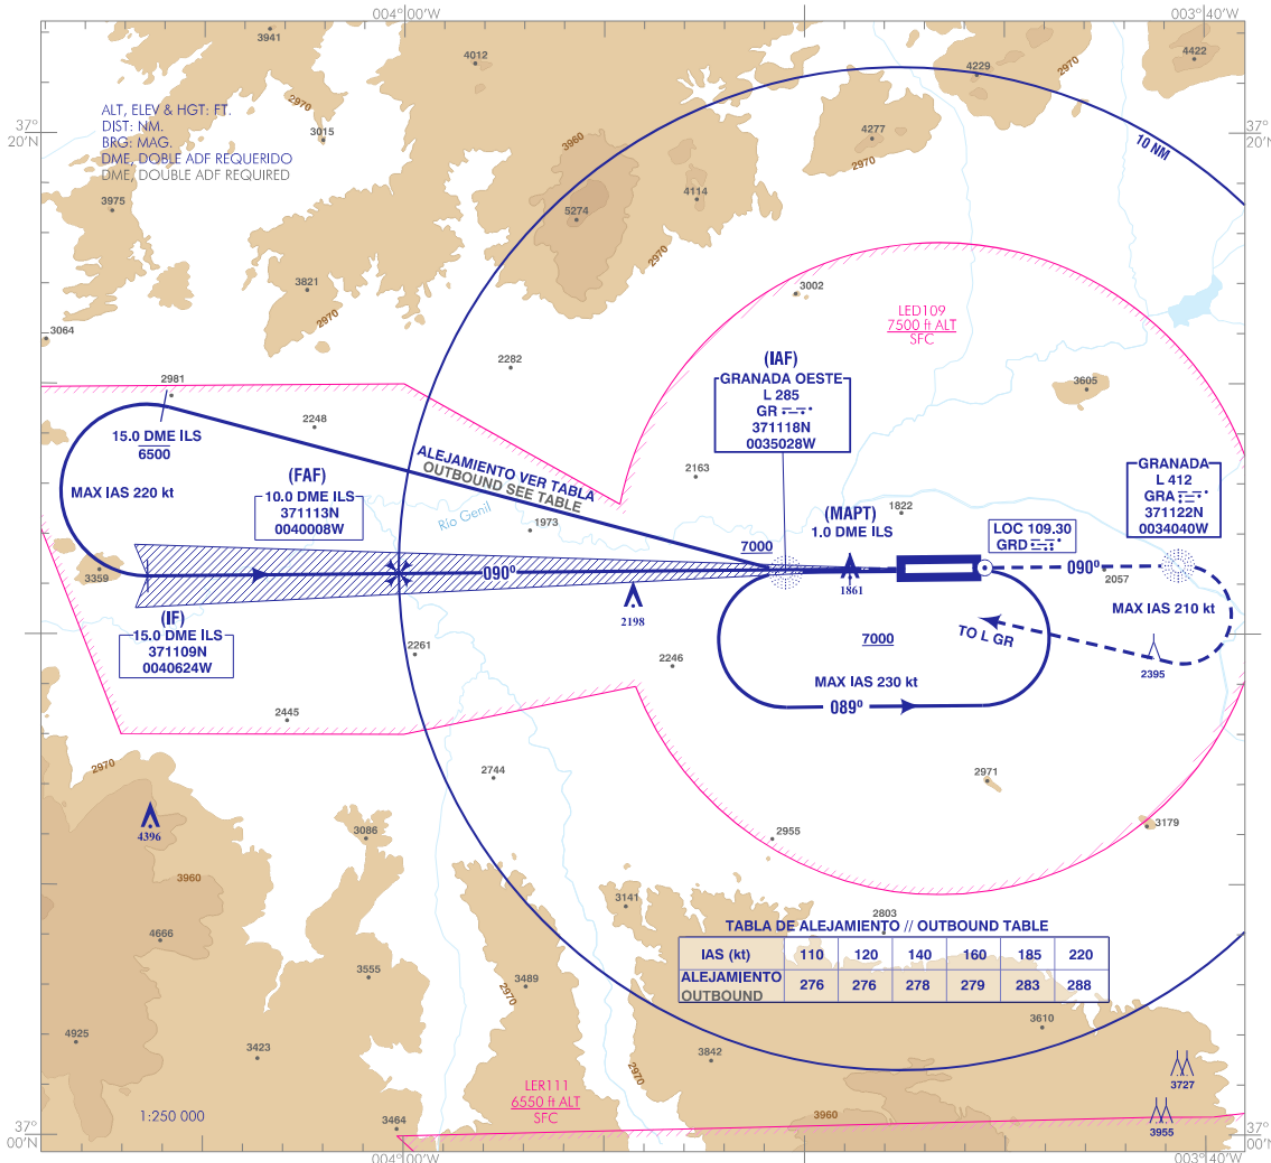 004°00'W
003°40'W
3941
4012
4229
2970
4422
ALT, ELEV & HGT: FT.
DIST: NM.
BRG: MAG.
DME, DOBLE ADF REQUERIDO
DME, DOUBLE ADF REQUIRED
2970
3015
3960
4277
2970
10 NM
37°
20'N
37°
20'N
3975
5274
4114
2970
3821
2970
3002
3064
LED109
7500 ft ALT
SFC
2282
2981
(IAF)
GRANADA OESTE
L 285
GR
371118N
0035028W
3605
2248
15.0 DME ILS
6500
ALEJAMIENTO VER TABLA
OUTBOUND SEE TABLE
2163
GRANADA
L 412
GRA
371122N
0034040W
MAX IAS 220 kt
(FAF)
10.0 DME ILS
371113N
0040008W
Río Genil
1973
(MAPT)
1.0 DME ILS
1822
LOC 109.30
GRD
7000
3359
090º
1861
090º
2057
(IF)
15.0 DME ILS
371109N
0040624W
2198
MAX IAS 210 kt
TO L GR
2261
2246
7000
2395
MAX IAS 230 kt
089º
2445
2970
2744
2971
4396
3086
2955
3179
3960
3141
2803
4666
TABLA DE ALEJAMIENTO // OUTBOUND TABLE
IAS (kt) 110 120 140 160 185 220
ALEJAMIENTO
OUTBOUND 276 276 278 279 283 288
3555
3489
2970
4925
3423
3610
3842
2970
3727
LER111
6550 ft ALT
SFC
1:250 000
3464
3960
3955
37°
00'N
37°
00'N
004°00'W
003°40'W